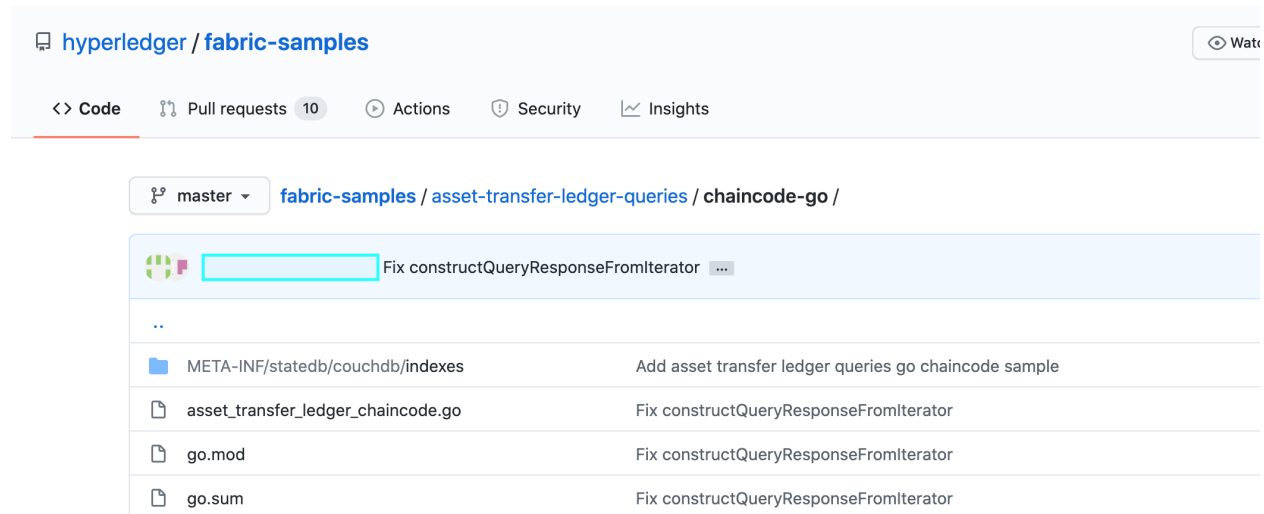 hyperledger / fabric-samples
Code Pull requests 10 Actions Security Insights
master fabric-samples / asset-transfer-ledger-queries / chaincode-go /
Fix constructQueryResponseFromIterator ...
..
META-INF/statedb/couchdb/indexes Add asset transfer ledger queries go chaincode sample
asset_transfer_ledger_chaincode.go Fix constructQueryResponseFromIterator
go.mod Fix constructQueryResponseFromIterator
go.sum Fix constructQueryResponseFromIterator